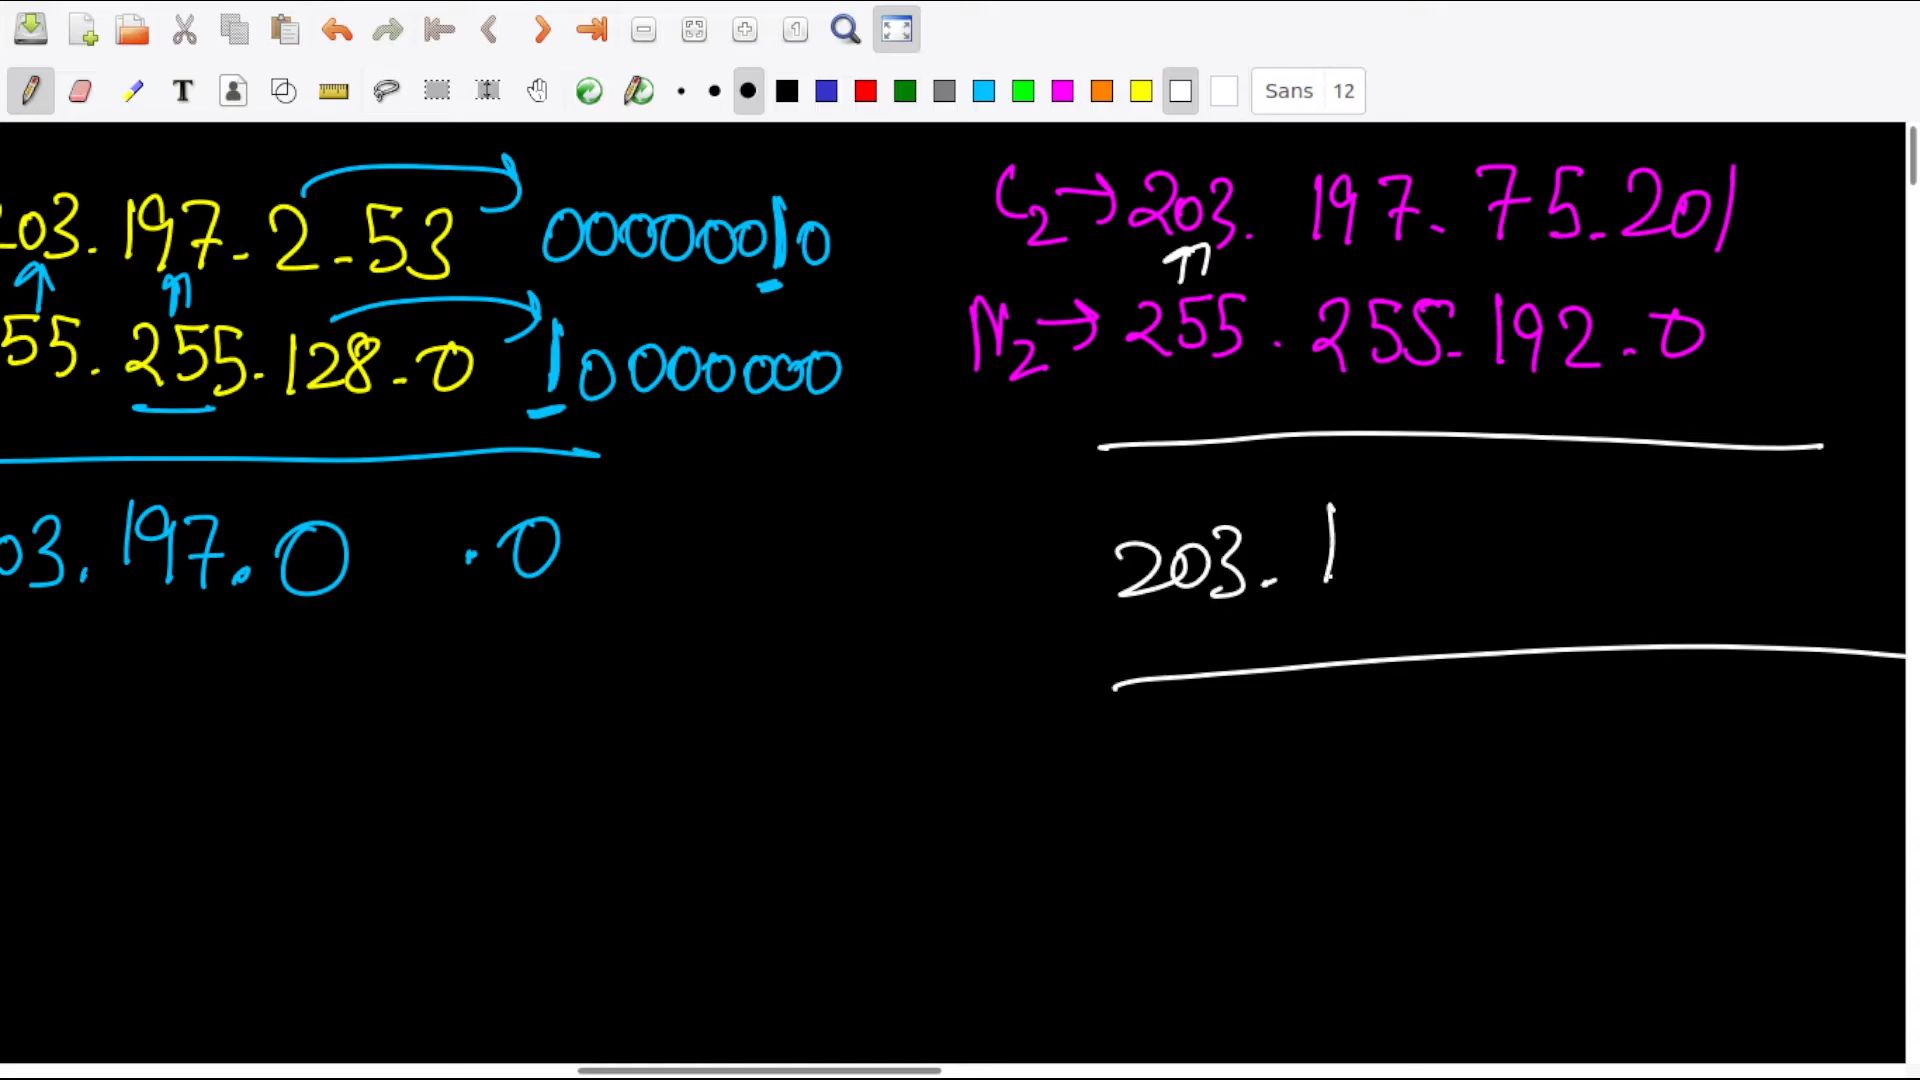 Sans 12
203. 197. 2. 53 00000010
55. 255. 128. 0 10000000
03. 197. 0 . 0
C2 → 203. 197. 75. 201
N2 → 255. 255. 192. 0
203. 1